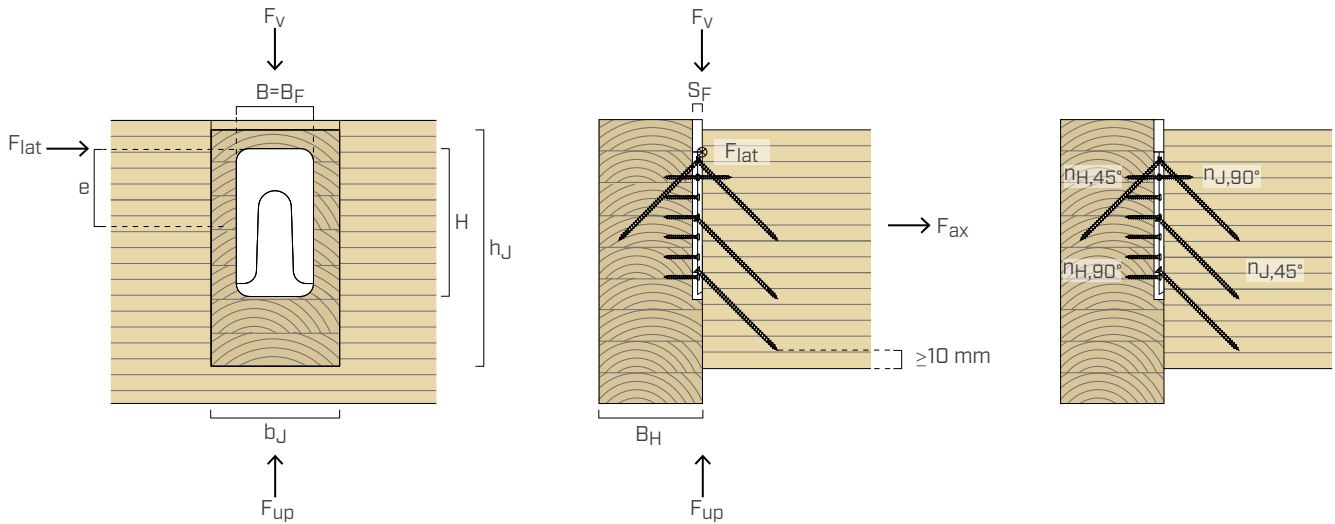 Fv
B=BF
Flat
e
H
hJ
bJ
Fup
Fv
SF
Flat
Fax
≥10 mm
BH
Fup
nH,45°
nJ,90°
nH,90°
nJ,45°